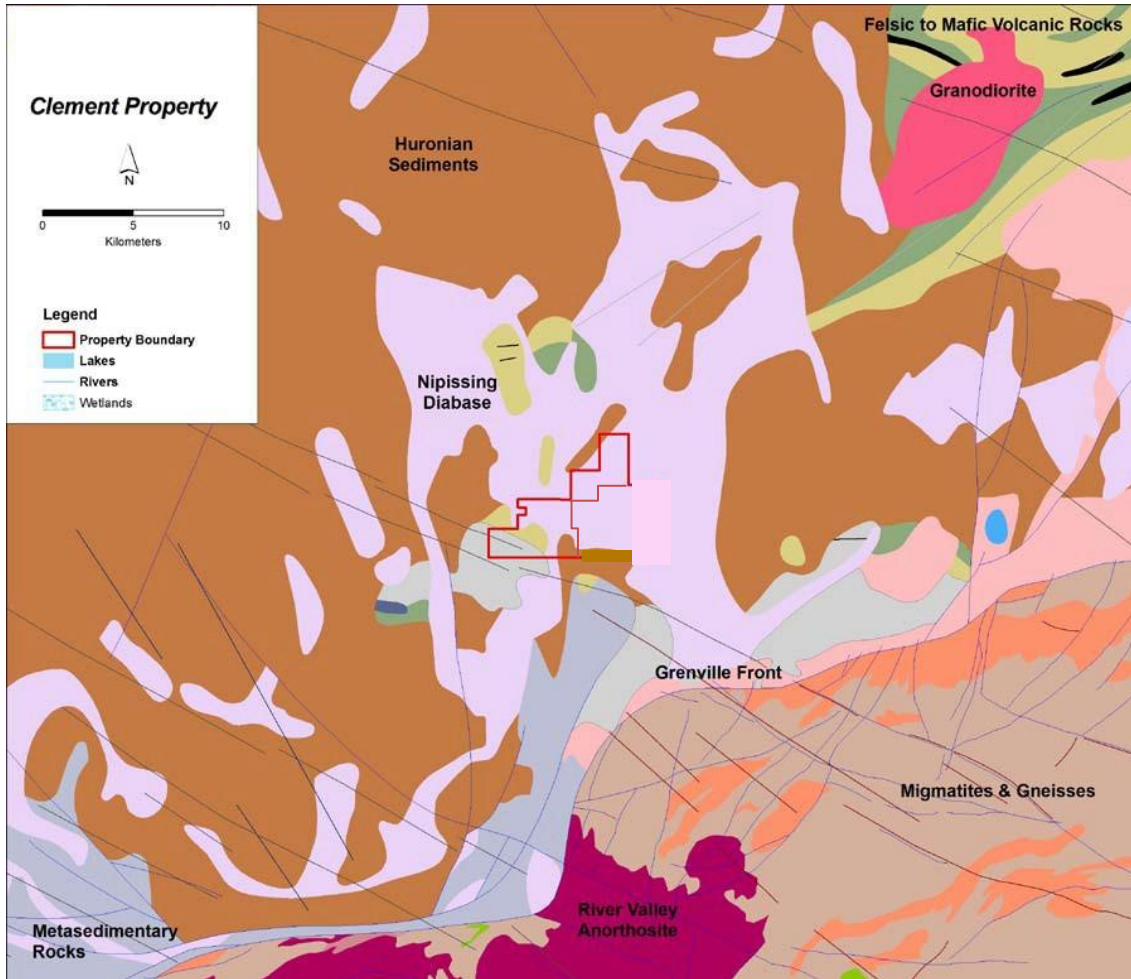 Clement Property
N
0 5 10
Kilometers
Legend
Property Boundary
Lakes
Rivers
Wetlands
Felsic to Mafic Volcanic Rocks
Granodiorite
Huronian
Sediments
Nipissing
Diabase
Grenville Front
Migmatites & Gneisses
River Valley
Anorthosite
Metasedimentary
Rocks